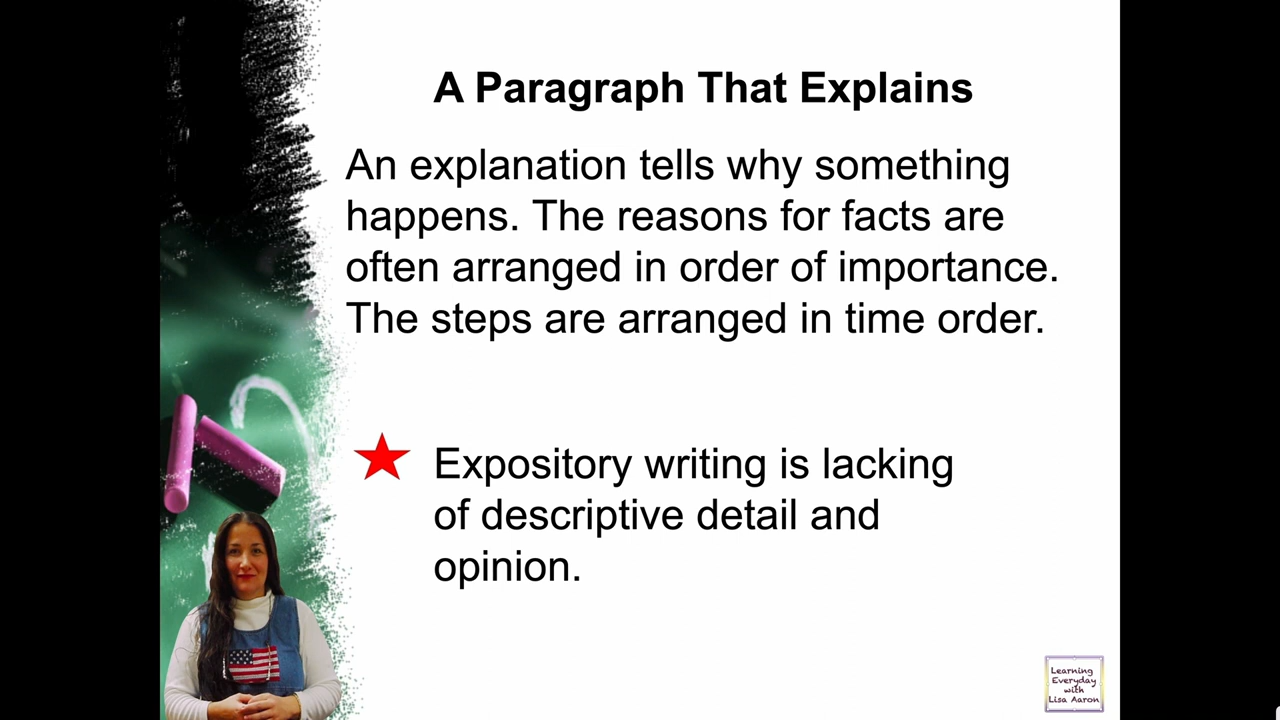 A Paragraph That Explains
An explanation tells why something
happens. The reasons for facts are
often arranged in order of importance.
The steps are arranged in time order.
Expository writing is lacking
of descriptive detail and
opinion.
Learning
Everyday
with
Lisa Aaron